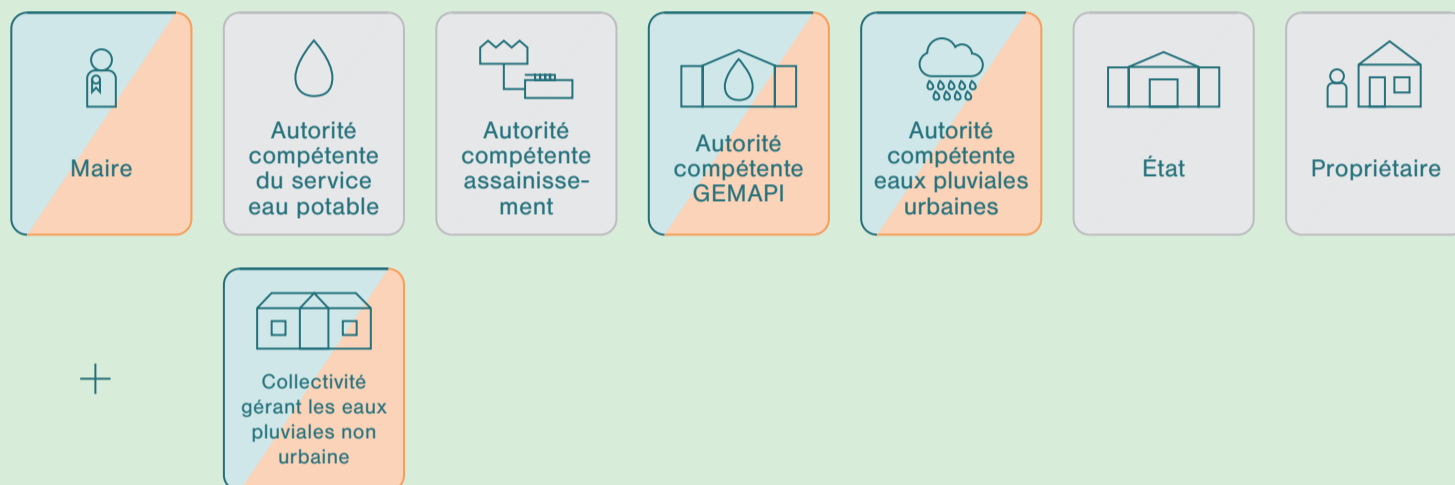 Maire
Autorité
compétente
du service
eau potable
Autorité
compétente
assainisse-
ment
Autorité
compétente
GEMAPI
Autorité
compétente
eaux pluviales
urbaines
État
Propriétaire
+
Collectivité
gérant les eaux
pluviales non
urbaine